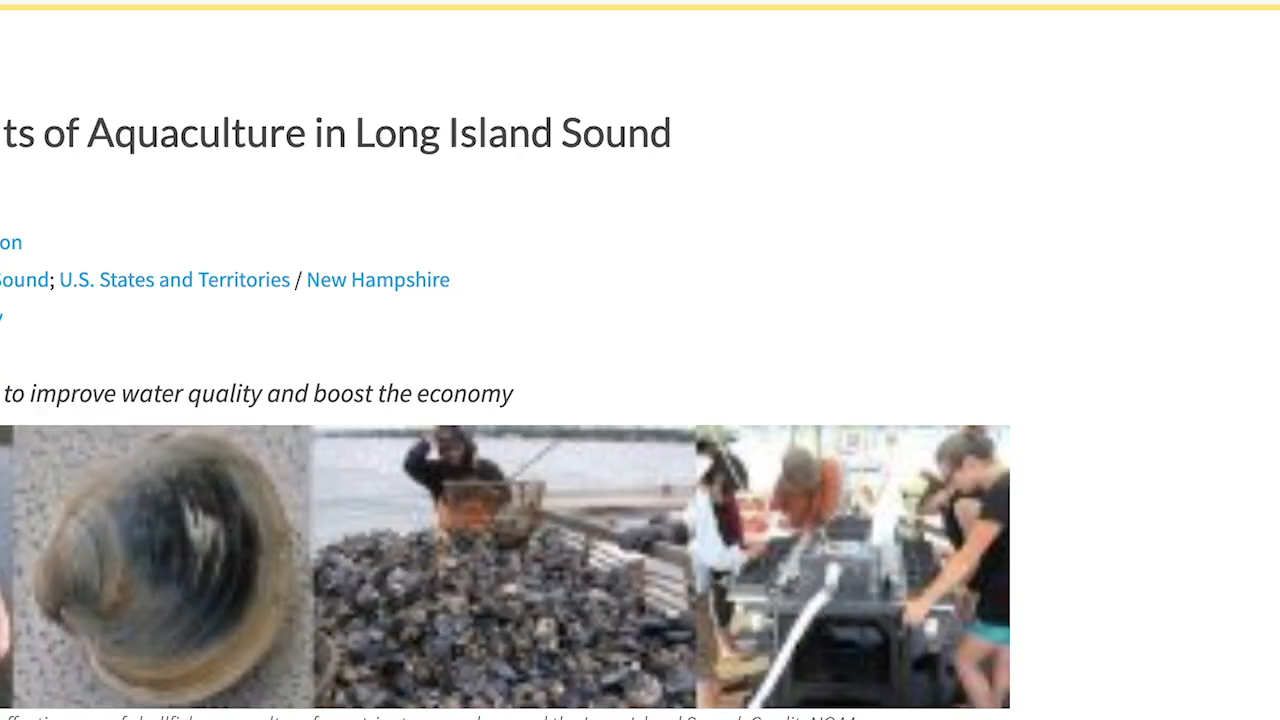 ts of Aquaculture in Long Island Sound
on
Sound; U.S. States and Territories / New Hampshire
y
to improve water quality and boost the economy